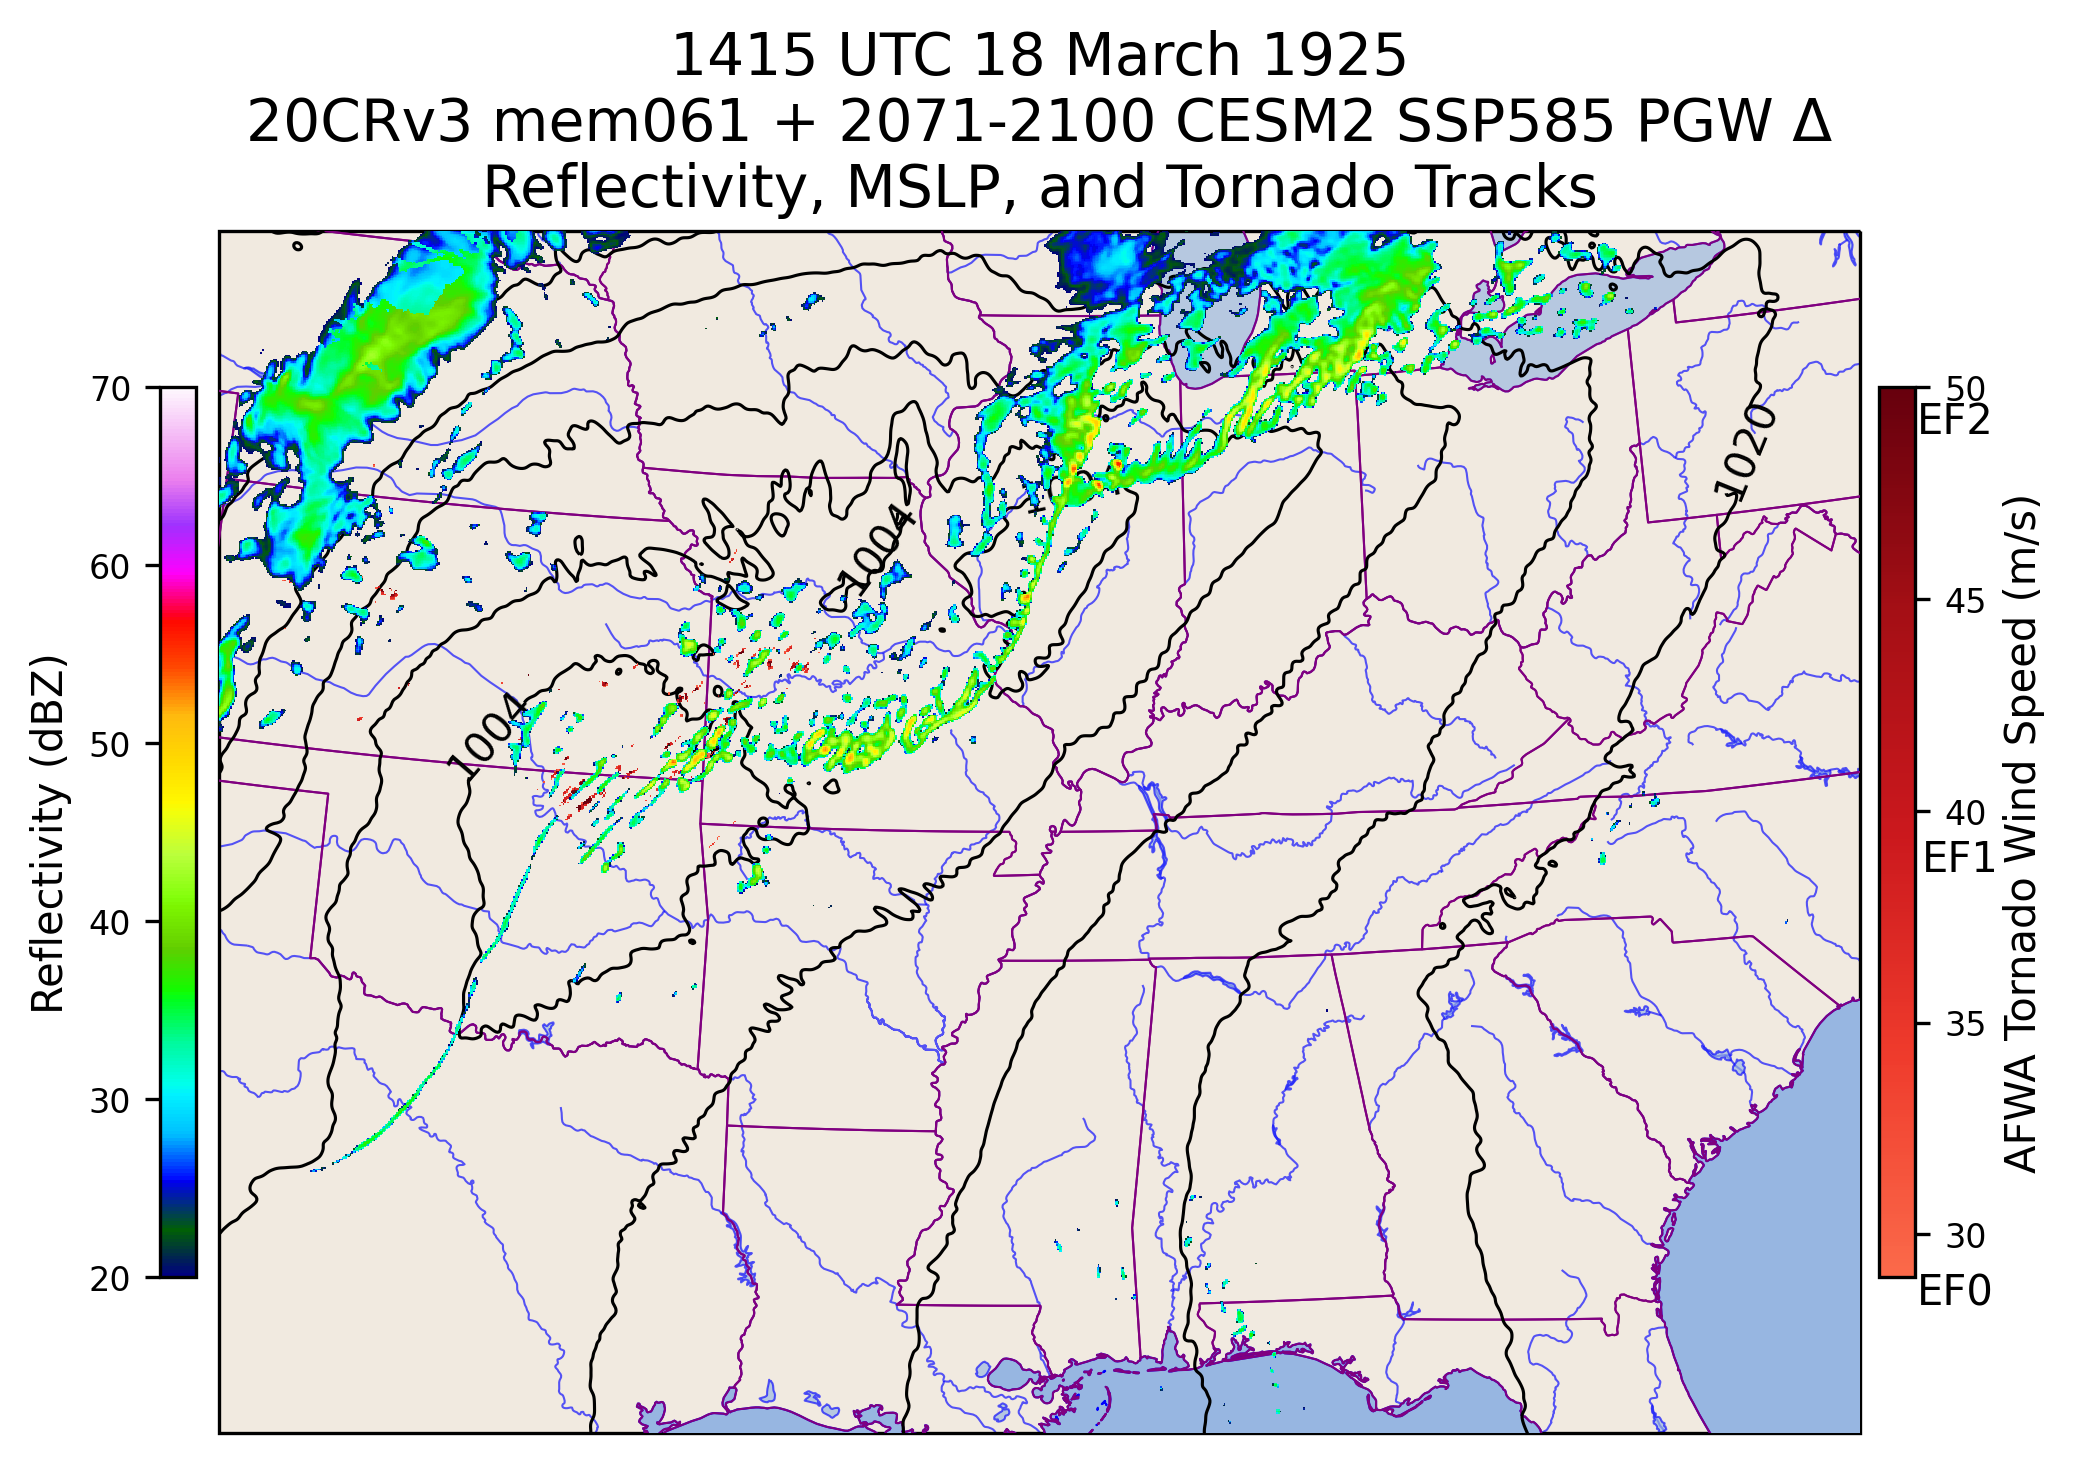 1415 UTC 18 March 1925
20CRv3 mem061 + 2071-2100 CESM2 SSP585 PGW Δ
Reflectivity, MSLP, and Tornado Tracks
Reflectivity (dBZ)
70
60
50
40
30
20
1020
1004
1004
50
EF2
45
40
EF1
35
30
EF0
AFWA Tornado Wind Speed (m/s)